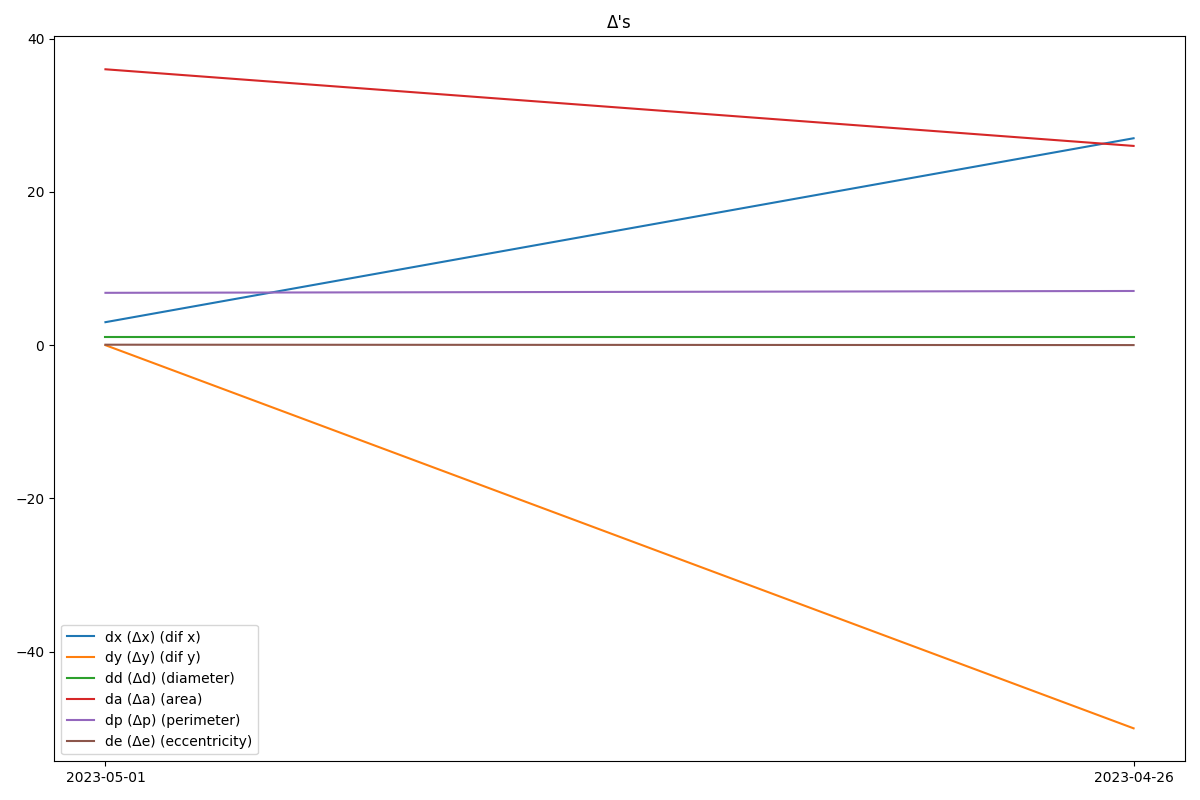 Δ's
40
20
0
−20
−40
dx (Δx) (dif x)
dy (Δy) (dif y)
dd (Δd) (diameter)
da (Δa) (area)
dp (Δp) (perimeter)
de (Δe) (eccentricity)
2023-05-01
2023-04-26